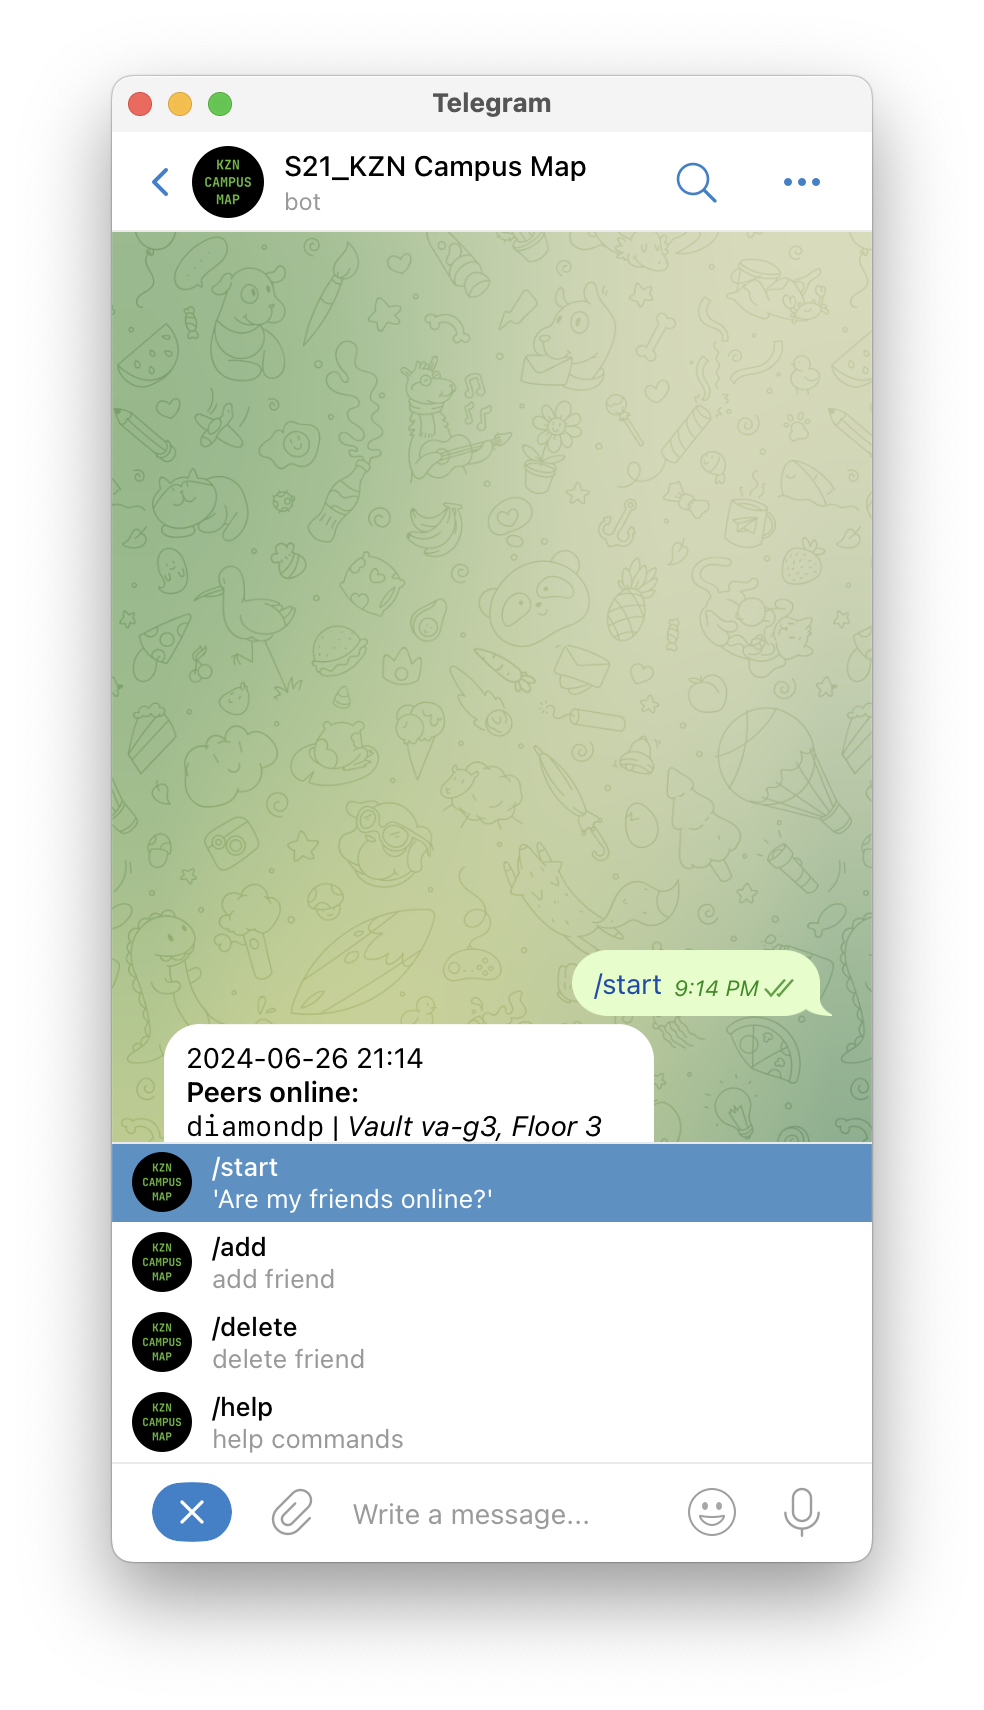 Telegram
KZN
CAMPUS
MAP
S21_KZN Campus Map
bot
/start 9:14 PM
2024-06-26 21:14
Peers online:
diamondp | Vault va-g3, Floor 3
KZN
CAMPUS
MAP
/start
'Are my friends online?'
KZN
CAMPUS
MAP
/add
add friend
KZN
CAMPUS
MAP
/delete
delete friend
KZN
CAMPUS
MAP
/help
help commands
Write a message...